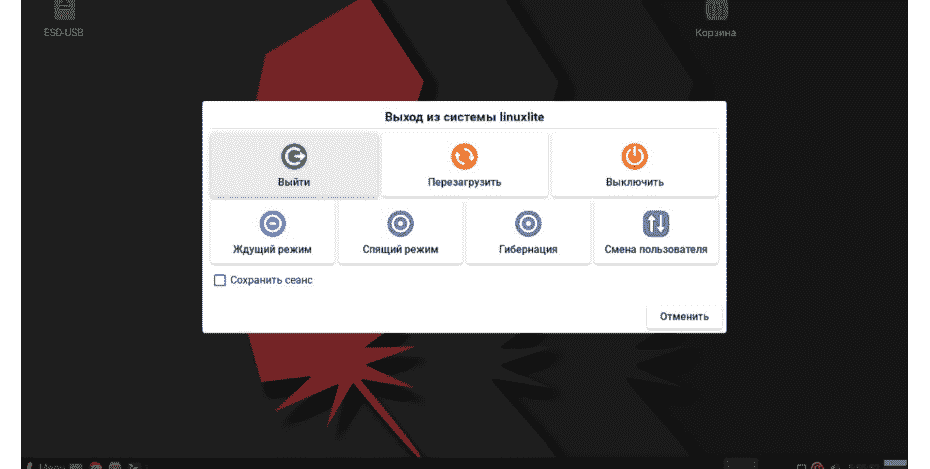 ESD-USB
Корзина
Выход из системы linuxlite
Выйти
Перезагрузить
Выключить
Ждущий режим
Спящий режим
Гибернация
Смена пользователя
Сохранить сеанс
Отменить